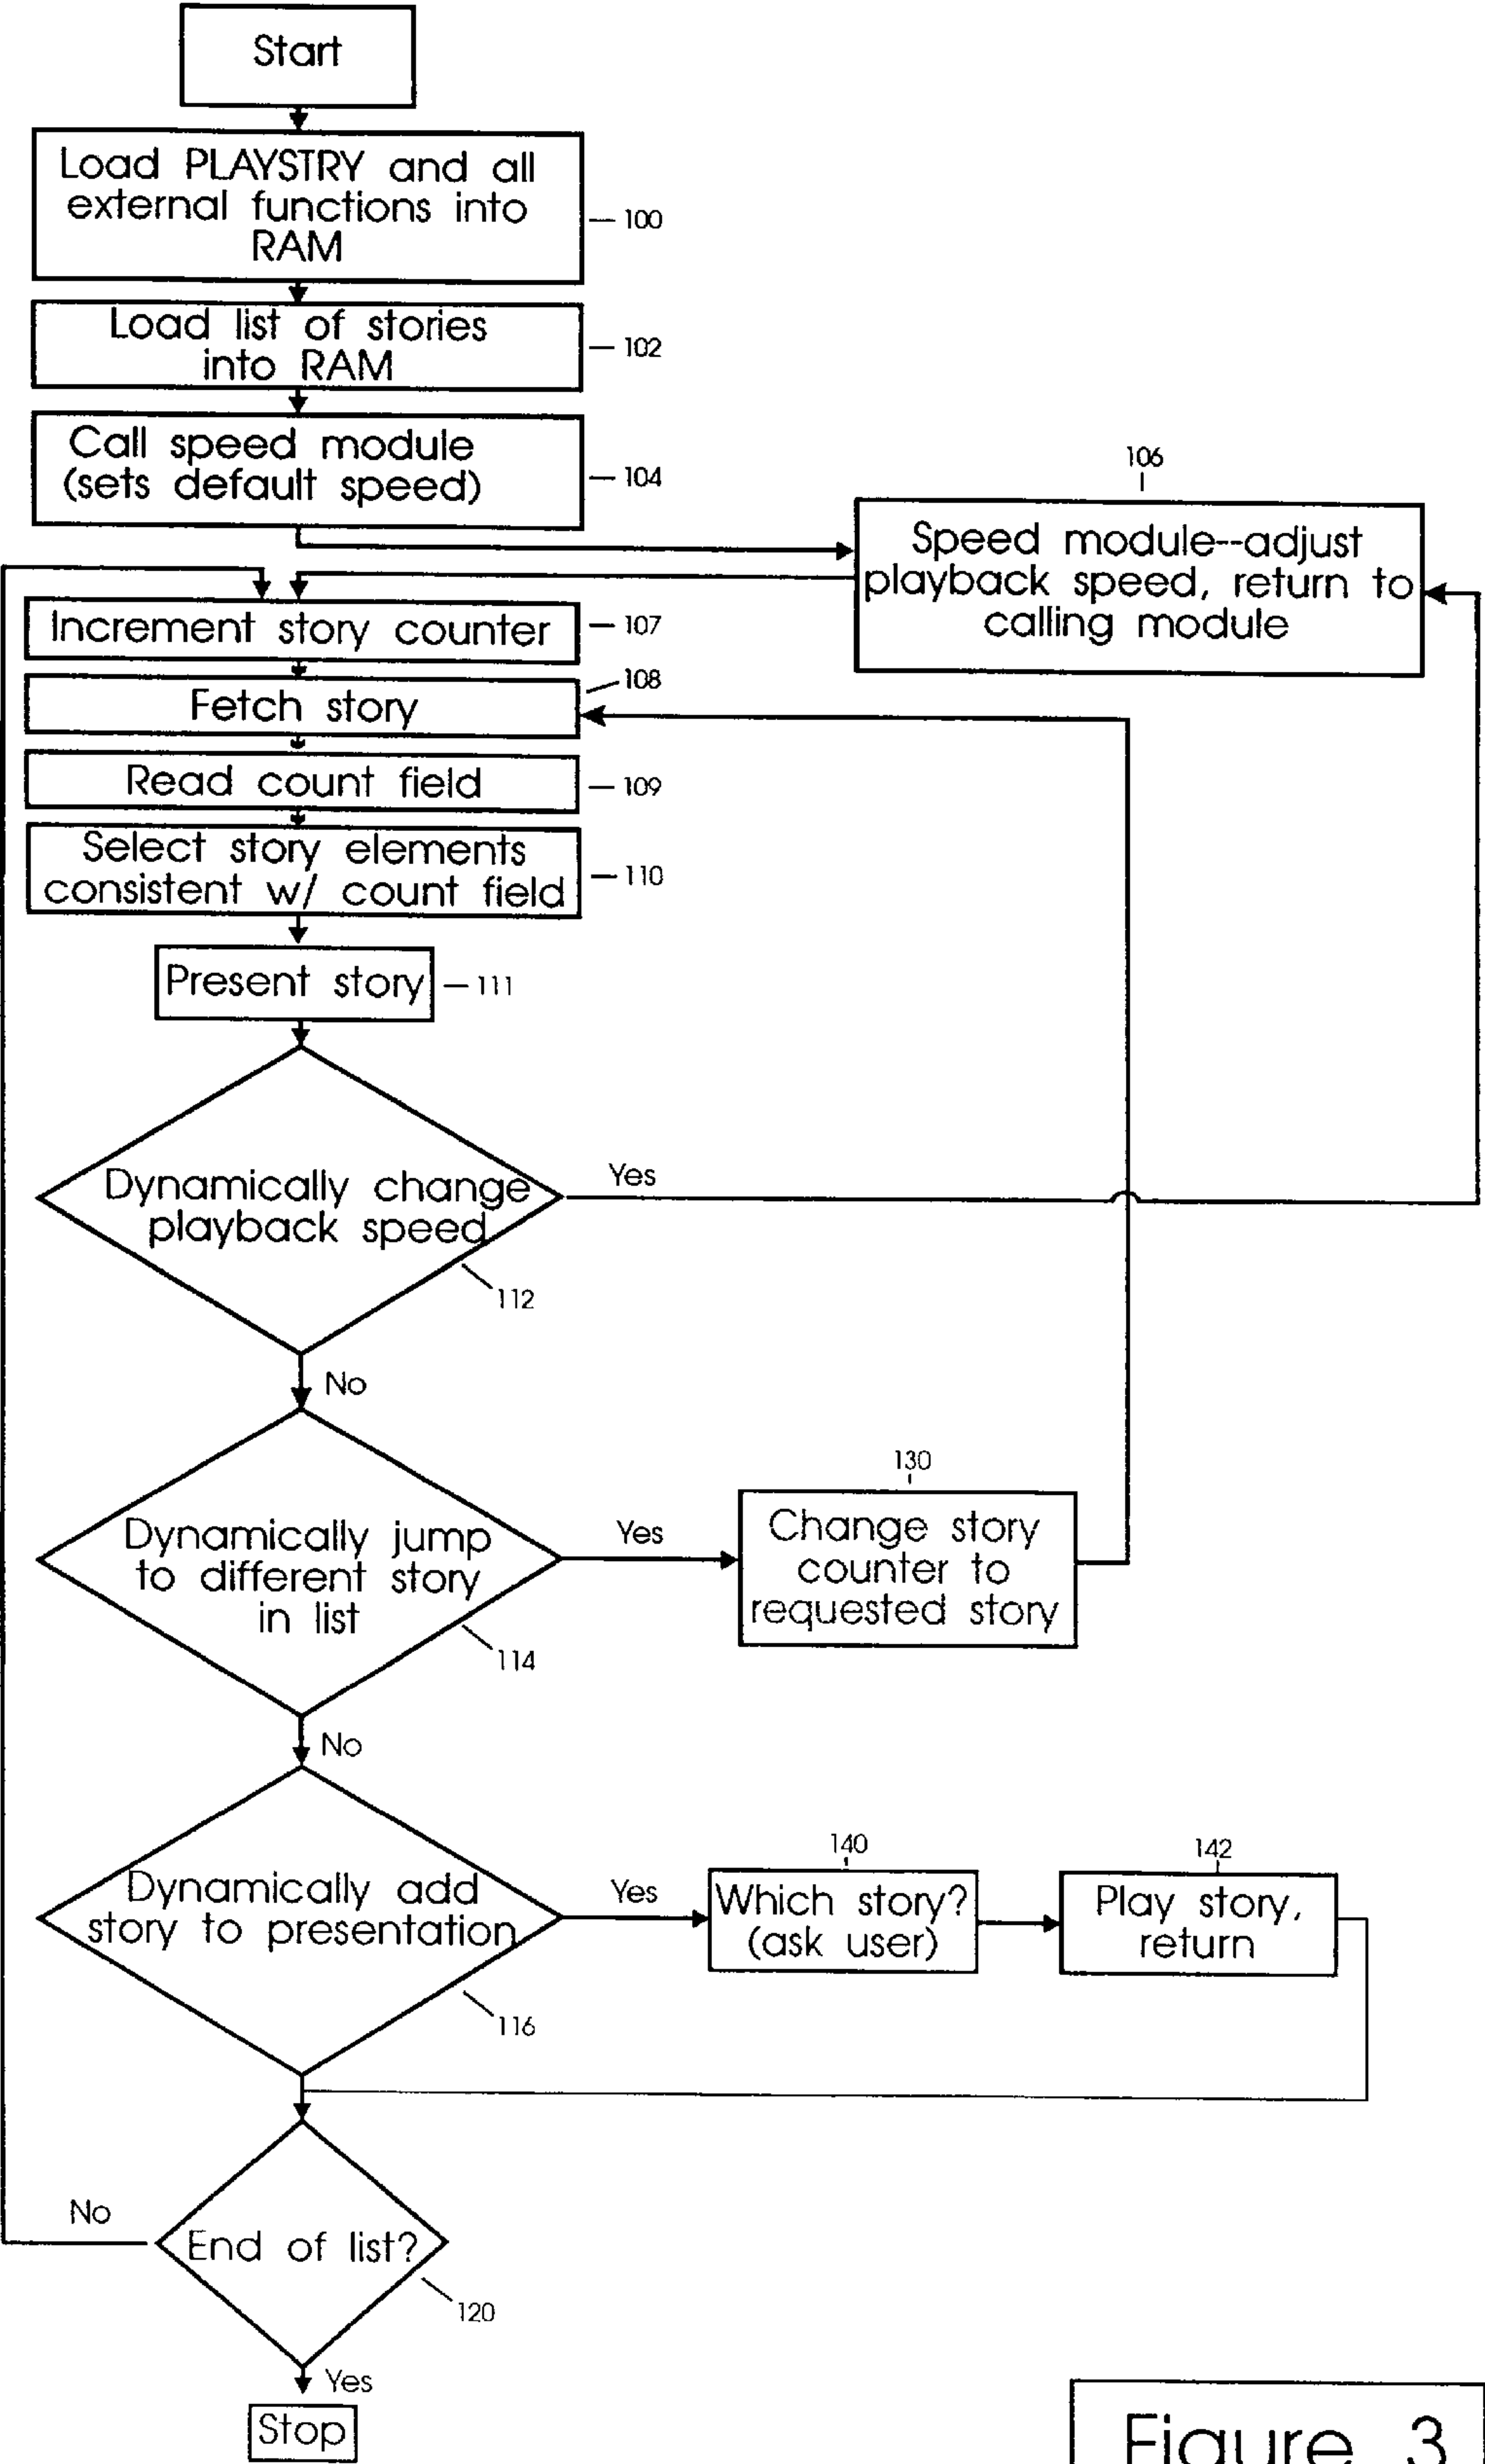 Start
Load PLAYSTRY and all
external functions into
RAM
100
Load list of stories
into RAM
102
Call speed module
(sets default speed)
104
106
Speed module--adjust
playback speed, return to
calling module
Increment story counter
107
Fetch story
108
Read count field
109
Select story elements
consistent w/ count field
110
Present story
111
Dynamically change
playback speed
Yes
112
No
Dynamically jump
to different story
in list
Yes
114
130
Change story
counter to
requested story
No
Dynamically add
story to presentation
Yes
116
140
Which story?
(ask user)
142
Play story,
return
No
End of list?
120
Yes
Stop
Figure 3